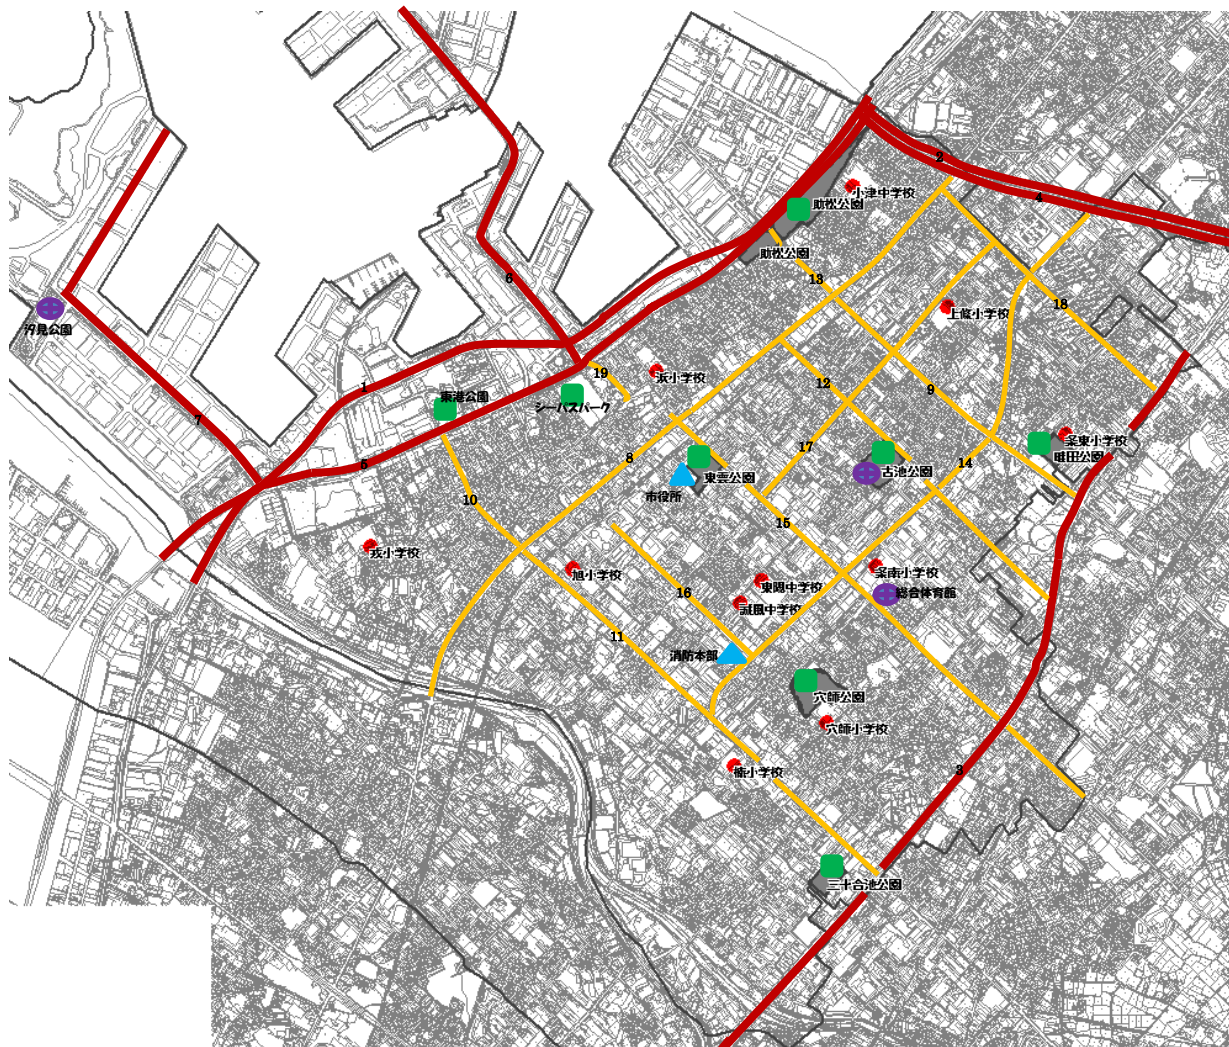 2
小津中学校
4
助松公園
助松公園
6
13
18
汐見公園
上條小学校
19
浜小学校
1
12
東港公園
シーパスパーク
9
7
条東小学校
17
8
5
14
東雲公園
古池公園
市役所
10
15
戎小学校
旭小学校
条南小学校
東陽中学校
16
総合体育館
誠風中学校
11
消防本部
穴師公園
穴師小学校
楠小学校
3
三十合池公園